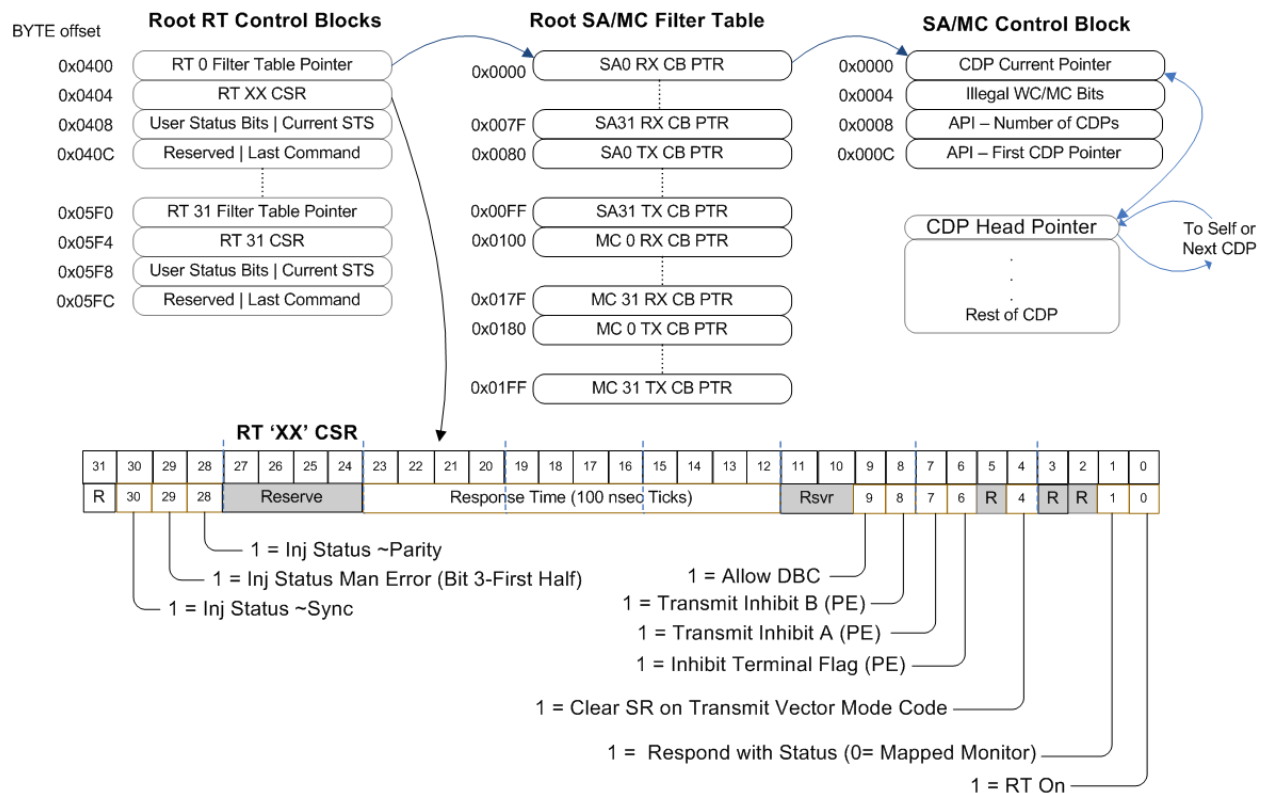 Root RT Control Blocks
BYTE offset
0x0400 RT 0 Filter Table Pointer
0x0404 RT XX CSR
0x0408 User Status Bits | Current STS
0x040C Reserved | Last Command
0x05F0 RT 31 Filter Table Pointer
0x05F4 RT 31 CSR
0x05F8 User Status Bits | Current STS
0x05FC Reserved | Last Command
Root SA/MC Filter Table
0x0000 SA0 RX CB PTR
0x007F SA31 RX CB PTR
0x0080 SA0 TX CB PTR
0x00FF SA31 TX CB PTR
0x0100 MC 0 RX CB PTR
0x017F MC 31 RX CB PTR
0x0180 MC 0 TX CB PTR
0x01FF MC 31 TX CB PTR
SA/MC Control Block
0x0000 CDP Current Pointer
0x0004 Illegal WC/MC Bits
0x0008 API – Number of CDPs
0x000C API – First CDP Pointer
CDP Head Pointer
.
.
.
Rest of CDP
To Self or
Next CDP
RT ‘XX’ CSR
31 30 29 28 27 26 25 24 23 22 21 20 19 18 17 16 15 14 13 12 11 10 9 8 7 6 5 4 3 2 1 0
R 30 29 28 Reserve Response Time (100 nsec Ticks) Rsvr 9 8 7 6 R 4 R R 1 0
1 = Inj Status ~Parity
1 = Inj Status Man Error (Bit 3-First Half)
1 = Inj Status ~Sync
1 = Allow DBC
1 = Transmit Inhibit B (PE)
1 = Transmit Inhibit A (PE)
1 = Inhibit Terminal Flag (PE)
1 = Clear SR on Transmit Vector Mode Code
1 = Respond with Status (0= Mapped Monitor)
1 = RT On